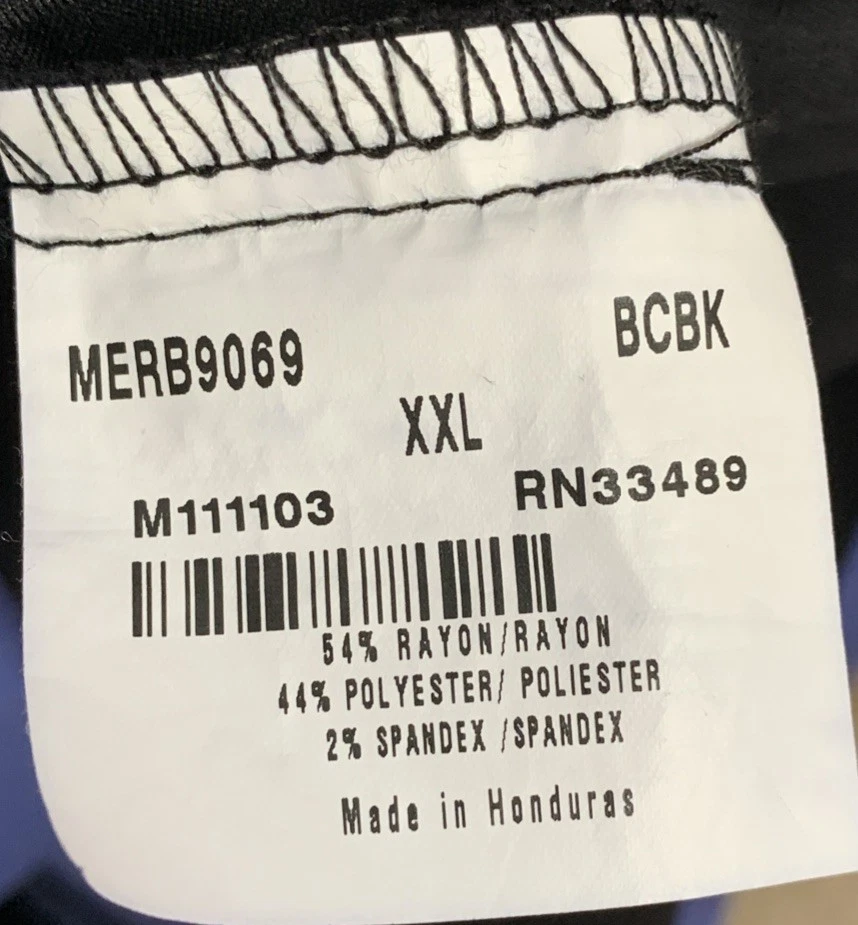 MERB9069 BCBK
XXL
M111103 RN33489
54% RAYON/RAYON
44% POLYESTER/ POLIESTER
2% SPANDEX /SPANDEX
Made in Honduras